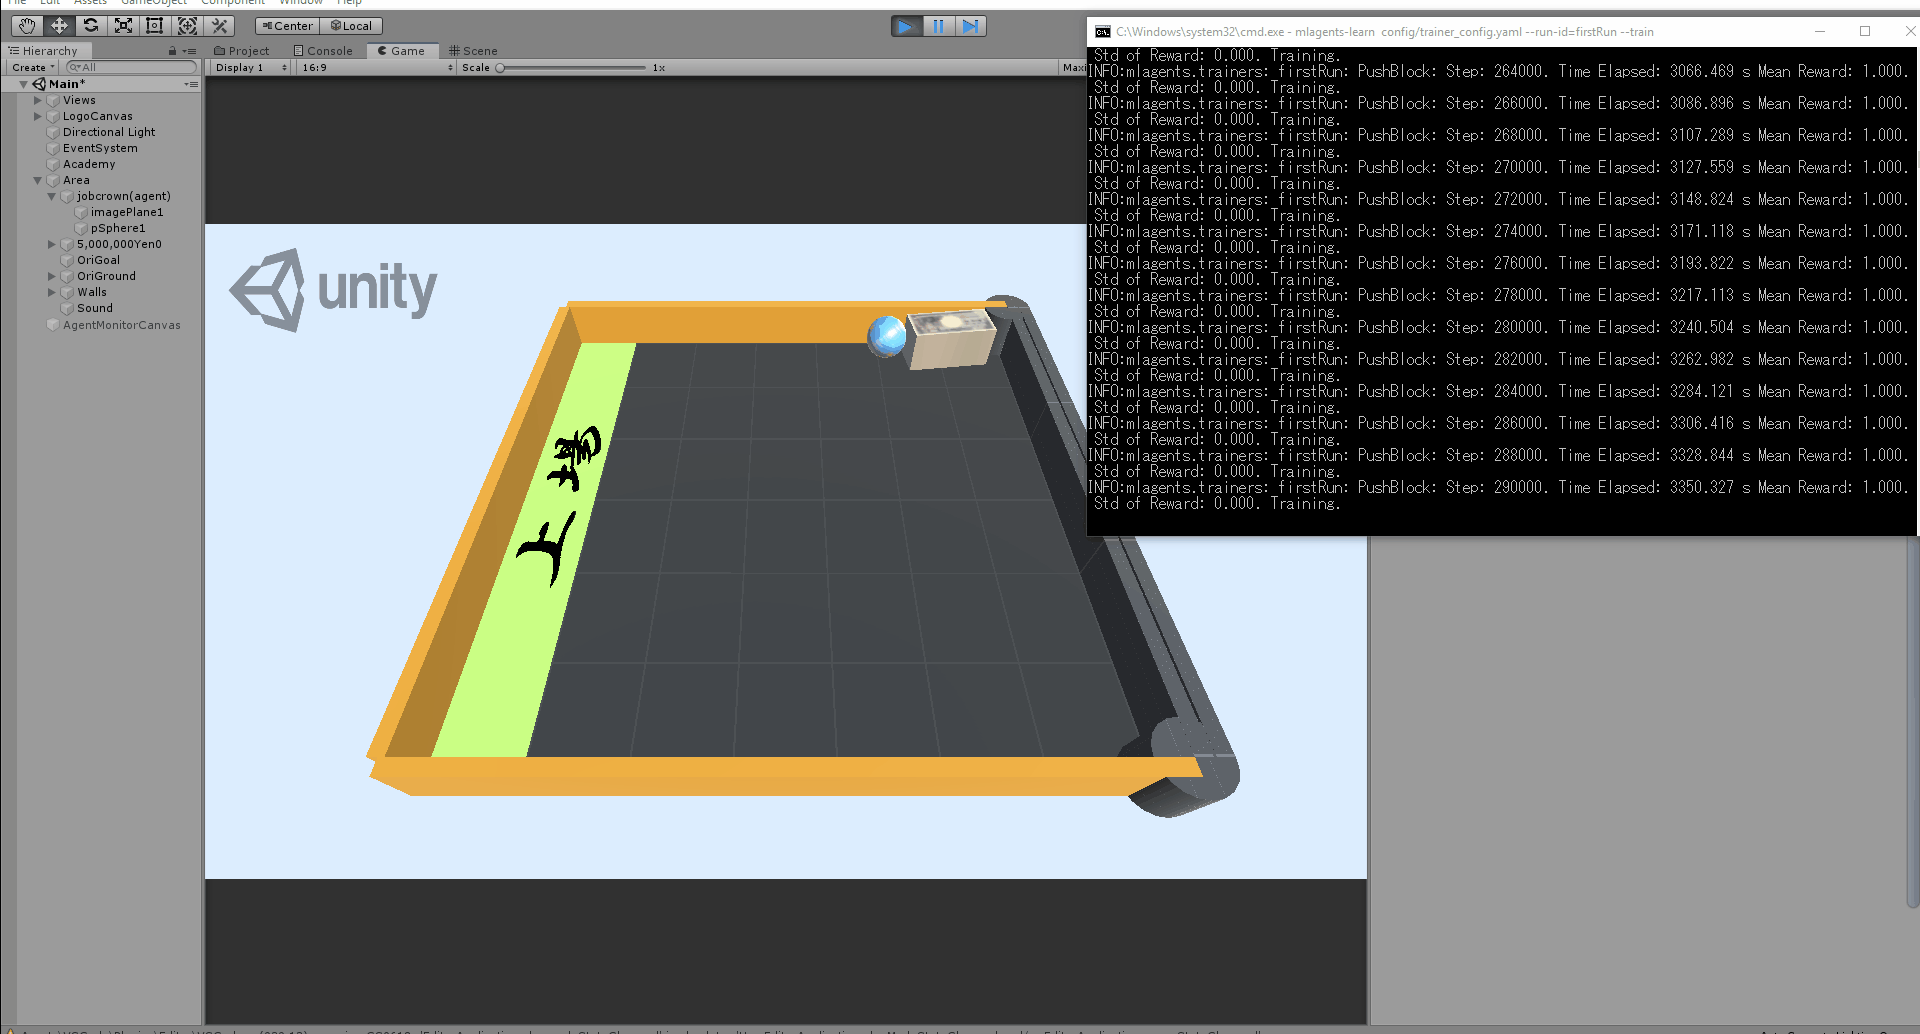 File Edit Assets GameObject Component Window Help
Center Local
Hierarchy
Create All
Main*
Views
LogoCanvas
Directional Light
EventSystem
Academy
Area
jobcrown(agent)
imagePlane1
pSphere1
5,000,000Yen0
OriGoal
OriGround
Walls
Sound
AgentMonitorCanvas
Project Console Game Scene
Display 1 16:9 Scale 1x Maxi
unity
C:\Windows\system32\cmd.exe - mlagents-learn config/trainer_config.yaml --run-id=firstRun --train
Std of Reward: 0.000. Training.
INFO:mlagents.trainers: firstRun: PushBlock: Step: 264000. Time Elapsed: 3066.469 s Mean Reward: 1.000.
Std of Reward: 0.000. Training.
INFO:mlagents.trainers: firstRun: PushBlock: Step: 266000. Time Elapsed: 3086.896 s Mean Reward: 1.000.
Std of Reward: 0.000. Training.
INFO:mlagents.trainers: firstRun: PushBlock: Step: 268000. Time Elapsed: 3107.289 s Mean Reward: 1.000.
Std of Reward: 0.000. Training.
INFO:mlagents.trainers: firstRun: PushBlock: Step: 270000. Time Elapsed: 3127.559 s Mean Reward: 1.000.
Std of Reward: 0.000. Training.
INFO:mlagents.trainers: firstRun: PushBlock: Step: 272000. Time Elapsed: 3148.824 s Mean Reward: 1.000.
Std of Reward: 0.000. Training.
INFO:mlagents.trainers: firstRun: PushBlock: Step: 274000. Time Elapsed: 3171.118 s Mean Reward: 1.000.
Std of Reward: 0.000. Training.
INFO:mlagents.trainers: firstRun: PushBlock: Step: 276000. Time Elapsed: 3193.822 s Mean Reward: 1.000.
Std of Reward: 0.000. Training.
INFO:mlagents.trainers: firstRun: PushBlock: Step: 278000. Time Elapsed: 3217.113 s Mean Reward: 1.000.
Std of Reward: 0.000. Training.
INFO:mlagents.trainers: firstRun: PushBlock: Step: 280000. Time Elapsed: 3240.504 s Mean Reward: 1.000.
Std of Reward: 0.000. Training.
INFO:mlagents.trainers: firstRun: PushBlock: Step: 282000. Time Elapsed: 3262.982 s Mean Reward: 1.000.
Std of Reward: 0.000. Training.
INFO:mlagents.trainers: firstRun: PushBlock: Step: 284000. Time Elapsed: 3284.121 s Mean Reward: 1.000.
Std of Reward: 0.000. Training.
INFO:mlagents.trainers: firstRun: PushBlock: Step: 286000. Time Elapsed: 3306.416 s Mean Reward: 1.000.
Std of Reward: 0.000. Training.
INFO:mlagents.trainers: firstRun: PushBlock: Step: 288000. Time Elapsed: 3328.844 s Mean Reward: 1.000.
Std of Reward: 0.000. Training.
INFO:mlagents.trainers: firstRun: PushBlock: Step: 290000. Time Elapsed: 3350.327 s Mean Reward: 1.000.
Std of Reward: 0.000. Training.